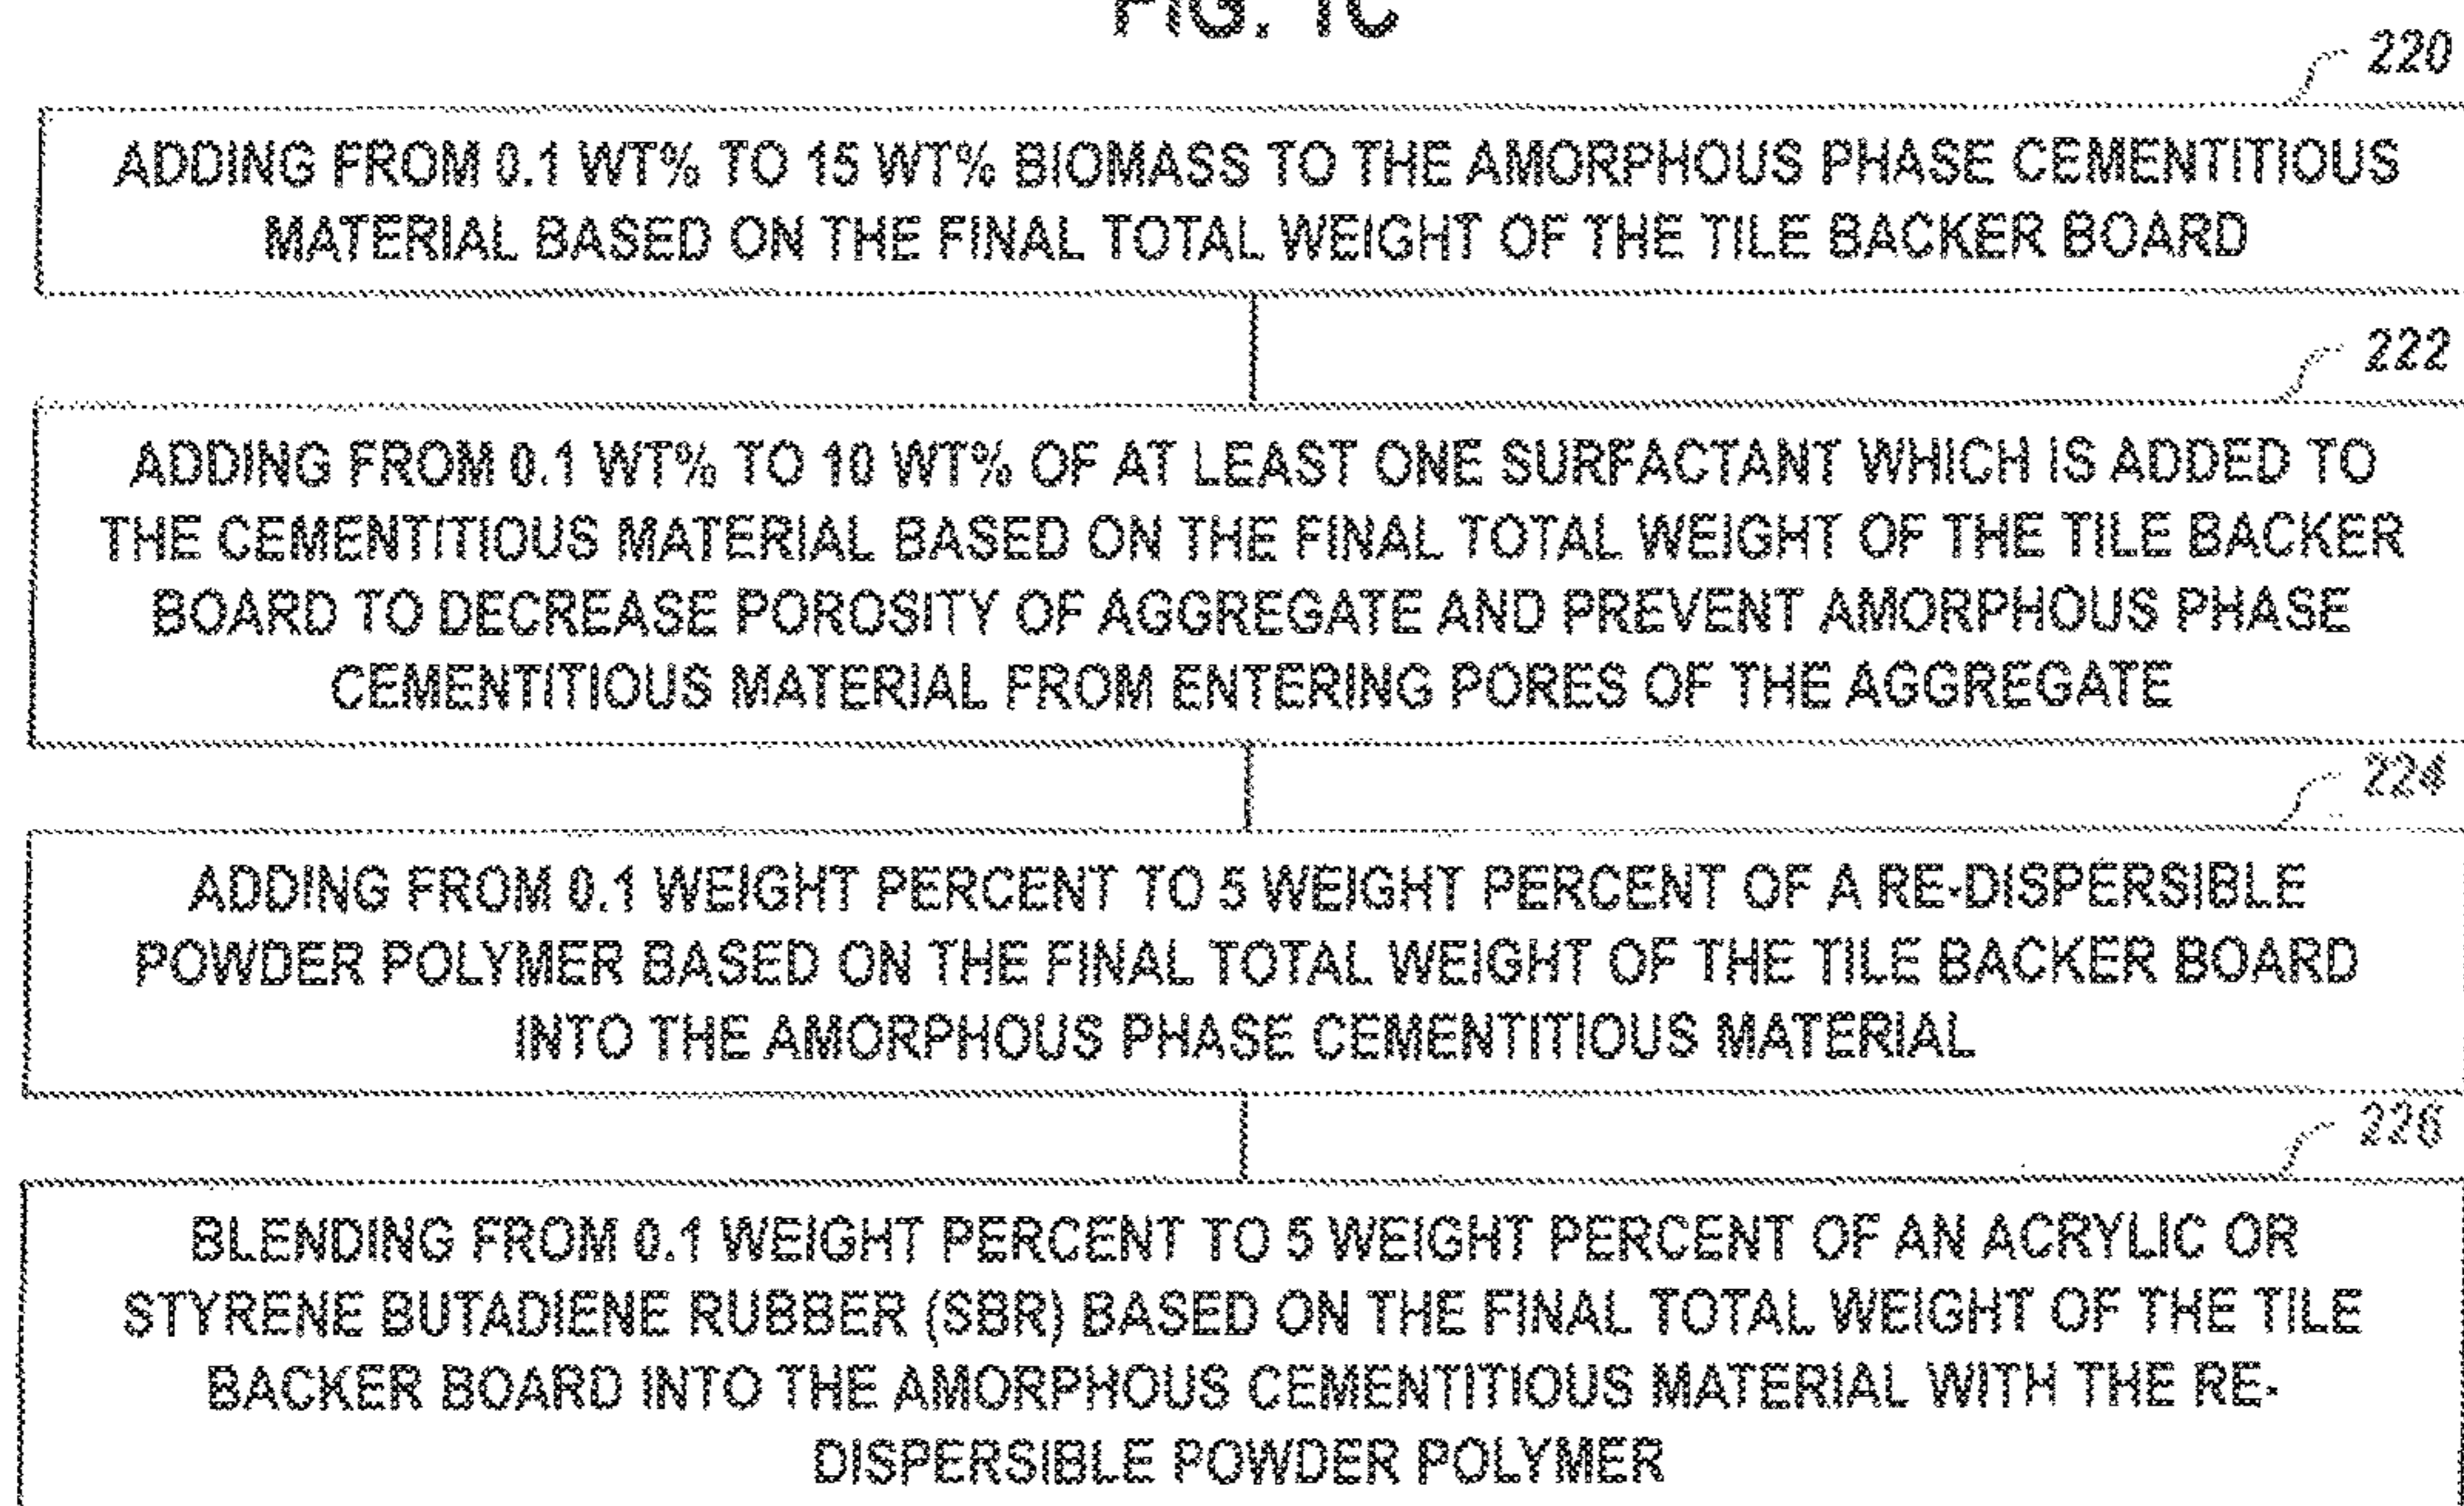 FIG. 1C
220
ADDING FROM 0.1 WT% TO 15 WT% BIOMASS TO THE AMORPHOUS PHASE CEMENTITIOUS
MATERIAL BASED ON THE FINAL TOTAL WEIGHT OF THE TILE BACKER BOARD
222
ADDING FROM 0.1 WT% TO 10 WT% OF AT LEAST ONE SURFACTANT WHICH IS ADDED TO
THE CEMENTITIOUS MATERIAL BASED ON THE FINAL TOTAL WEIGHT OF THE TILE BACKER
BOARD TO DECREASE POROSITY OF AGGREGATE AND PREVENT AMORPHOUS PHASE
CEMENTITIOUS MATERIAL FROM ENTERING PORES OF THE AGGREGATE
224
ADDING FROM 0.1 WEIGHT PERCENT TO 5 WEIGHT PERCENT OF A RE-DISPERSIBLE
POWDER POLYMER BASED ON THE FINAL TOTAL WEIGHT OF THE TILE BACKER BOARD
INTO THE AMORPHOUS PHASE CEMENTITIOUS MATERIAL
226
BLENDING FROM 0.1 WEIGHT PERCENT TO 5 WEIGHT PERCENT OF AN ACRYLIC OR
STYRENE BUTADIENE RUBBER (SBR) BASED ON THE FINAL TOTAL WEIGHT OF THE TILE
BACKER BOARD INTO THE AMORPHOUS CEMENTITIOUS MATERIAL WITH THE RE-
DISPERSIBLE POWDER POLYMER